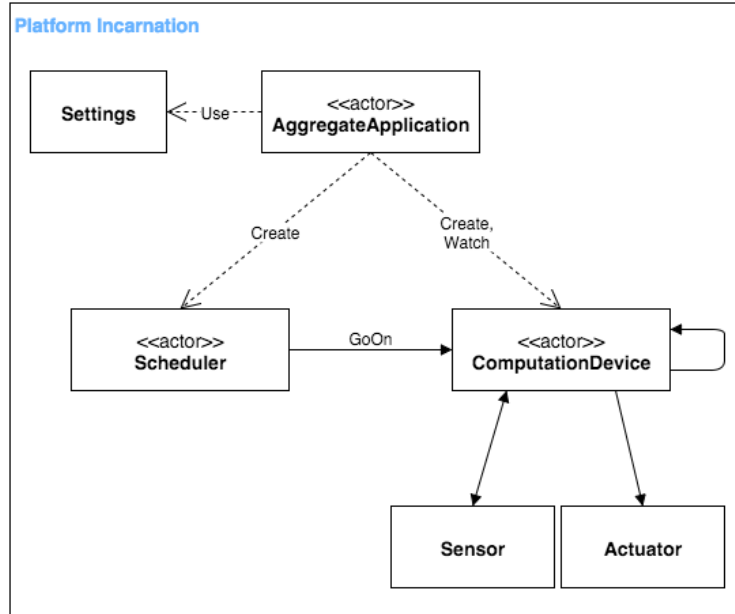 Platform Incarnation
Settings
Use
<<actor>>
AggregateApplication
Create
Create,
Watch
<<actor>>
Scheduler
GoOn
<<actor>>
ComputationDevice
Sensor
Actuator